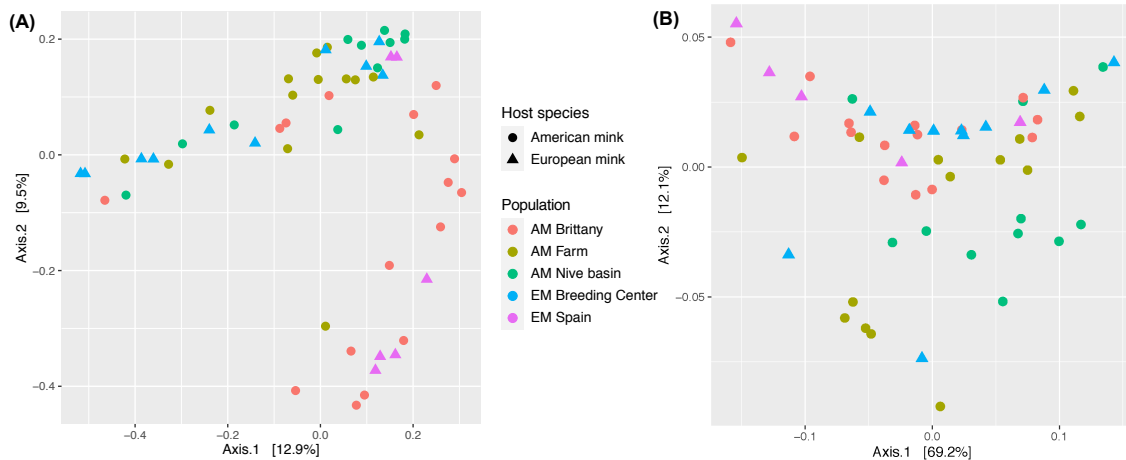 (A)
0.2
0.0
−0.2
−0.4
Axis.2 [9.5%]
−0.4
−0.2
0.0
0.2
Axis.1 [12.9%]
Host species
American mink
European mink
Population
AM Brittany
AM Farm
AM Nive basin
EM Breeding Center
EM Spain
(B)
0.05
0.00
−0.05
Axis.2 [12.1%]
−0.1
0.0
0.1
Axis.1 [69.2%]